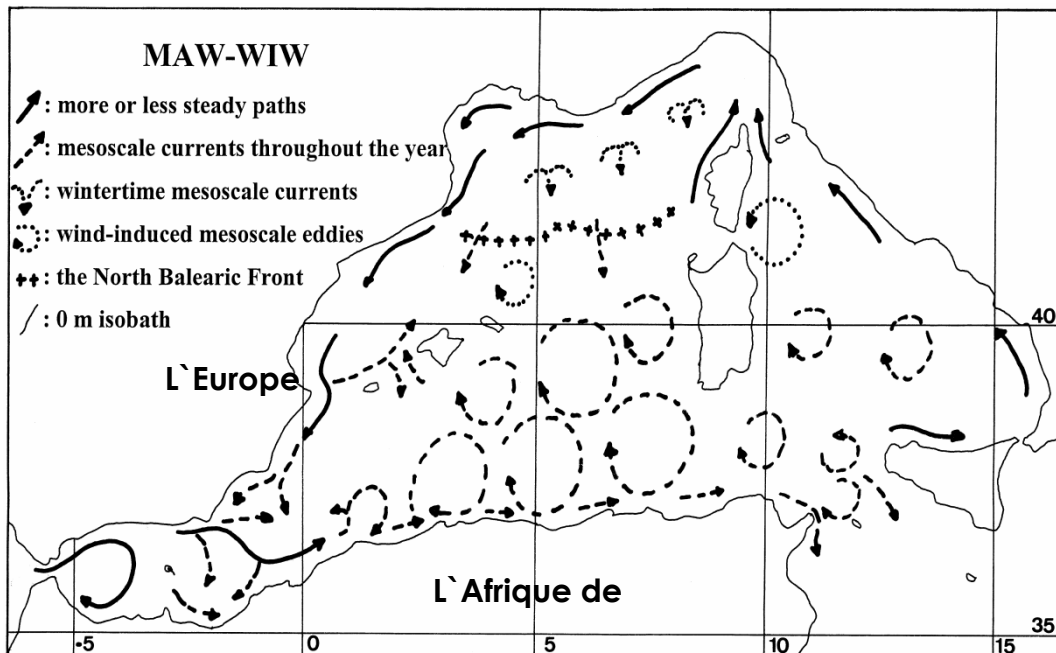 MAW-WIW
: more or less steady paths
: mesoscale currents throughout the year
: wintertime mesoscale currents
: wind-induced mesoscale eddies
: the North Balearic Front
: 0 m isobath
40
L`Europe
L`Afrique de
35
-5
0
5
10
15